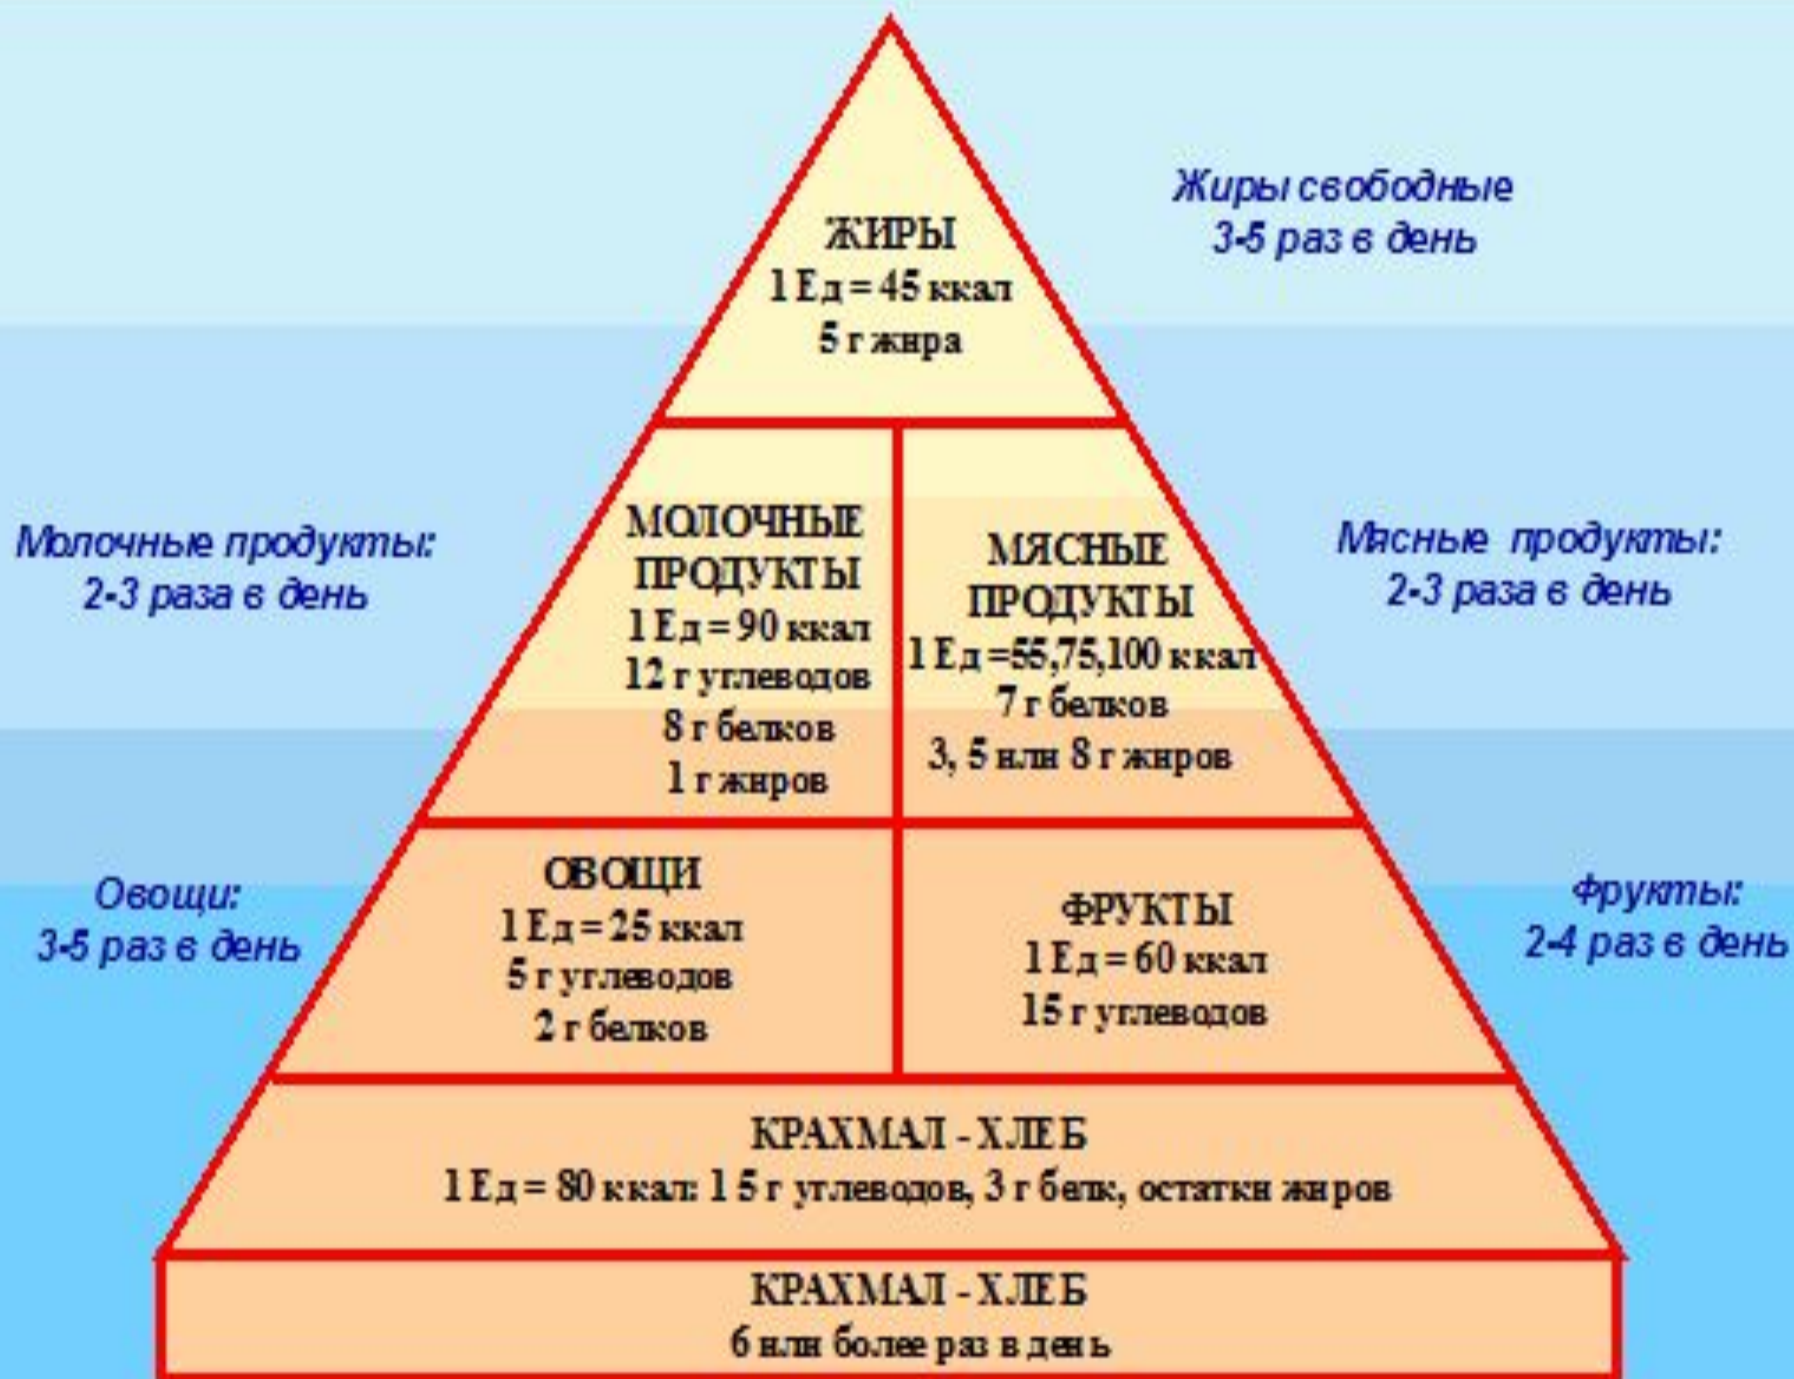 Жиры свободные
3-5 раз в день
ЖИРЫ
1 Ед = 45 ккал
5 г жира
Молочные продукты:
2-3 раза в день
МОЛОЧНЫЕ
ПРОДУКТЫ
1 Ед = 90 ккал
12 г углеводов
8 г белков
1 г жиров
МЯСНЫЕ
ПРОДУКТЫ
1 Ед =55,75,100 ккал
7 г белков
3, 5 или 8 г жиров
Мясные продукты:
2-3 раза в день
Овощи:
3-5 раз в день
ОВОЩИ
1 Ед = 25 ккал
5 г углеводов
2 г белков
ФРУКТЫ
1 Ед = 60 ккал
15 г углеводов
Фрукты:
2-4 раз в день
КРАХМАЛ - ХЛЕБ
1 Ед = 80 ккал: 15 г углеводов, 3 г белк, остатки жиров
КРАХМАЛ - ХЛЕБ
6 или более раз в день